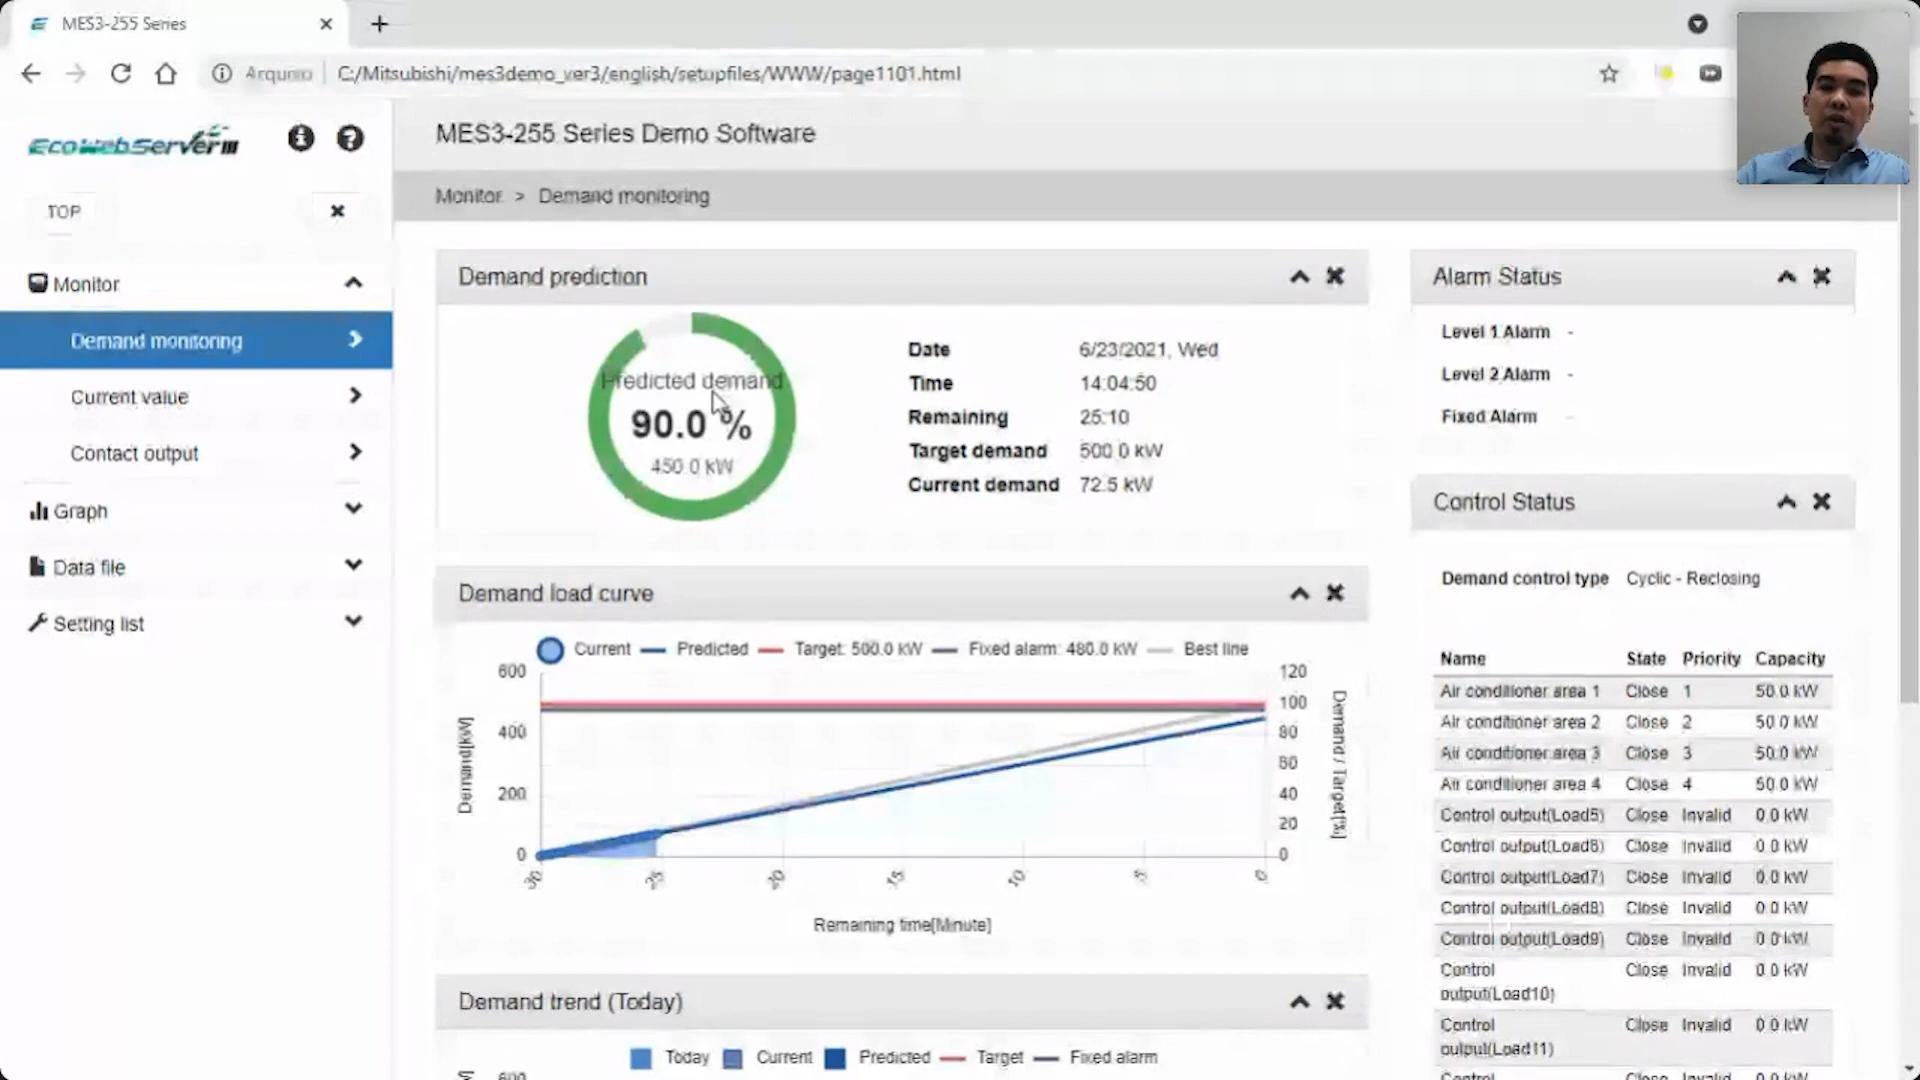 MES3-255 Series
Arquivo
C:/Mitsubishi/mes3demo_ver3/english/setupfiles/WWW/page1101.html
EcoWebServerIII
MES3-255 Series Demo Software
TOP
Monitor > Demand monitoring
Monitor
Demand monitoring
Current value
Contact output
Graph
Data file
Setting list
Demand prediction
Predicted demand
90.0 %
450.0 kW
Date 6/23/2021, Wed
Time 14:04:50
Remaining 25:10
Target demand 500.0 kW
Current demand 72.5 kW
Demand load curve
Current Predicted Target: 500.0 kW Fixed alarm: 480.0 kW Best line
600
400
200
0
Demand[kW]
120
100
80
60
40
20
0
Demand / Target[%]
30 25 20 15 10 5 0
Remaining time[Minute]
Demand trend (Today)
Today Current Predicted Target Fixed alarm
600
Alarm Status
Level 1 Alarm -
Level 2 Alarm -
Fixed Alarm -
Control Status
Demand control type Cyclic - Reclosing
Name State Priority Capacity
Air conditioner area 1 Close 1 50.0 kW
Air conditioner area 2 Close 2 50.0 kW
Air conditioner area 3 Close 3 50.0 kW
Air conditioner area 4 Close 4 50.0 kW
Control output(Load5) Close Invalid 0.0 kW
Control output(Load6) Close Invalid 0.0 kW
Control output(Load7) Close Invalid 0.0 kW
Control output(Load8) Close Invalid 0.0 kW
Control output(Load9) Close Invalid 0.0 kW
Control Close Invalid 0.0 kW
output(Load10)
Control Close Invalid 0.0 kW
output(Load11)